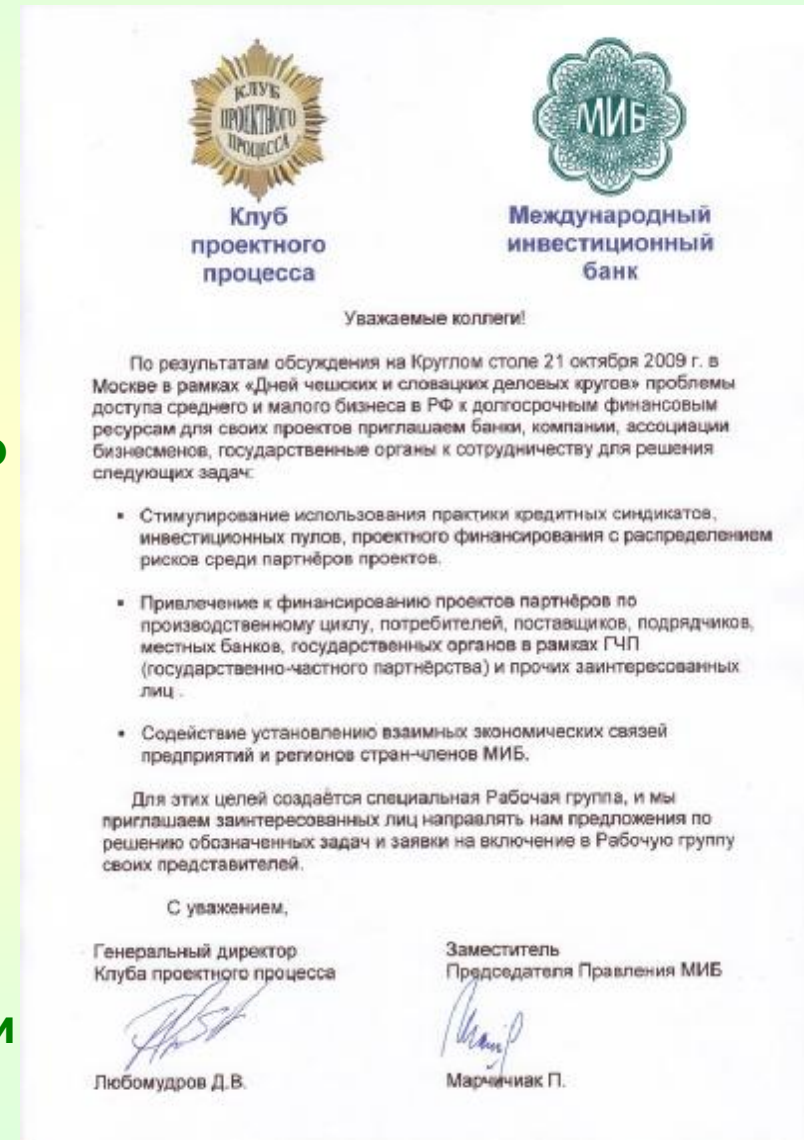 КЛУБ
ПРОЕКТНОГО
ПРОЦЕССА
МИБ
Клуб
проектного
процесса
Международный
инвестиционный
банк
Уважаемые коллеги!
По результатам обсуждения на Круглом столе 21 октября 2009 г. в
Москве в рамках «Дней чешских и словацких деловых кругов» проблемы
доступа среднего и малого бизнеса в РФ к долгосрочным финансовым
ресурсам для своих проектов приглашаем банки, компании, ассоциации
бизнесменов, государственные органы к сотрудничеству для решения
следующих задач:
• Стимулирование использования практики кредитных синдикатов,
инвестиционных пулов, проектного финансирования с распределением
рисков среди партнёров проектов.
• Привлечение к финансированию проектов партнёров по
производственному циклу, потребителей, поставщиков, подрядчиков,
местных банков, государственных органов в рамках ГЧП
(государственно-частного партнёрства) и прочих заинтересованных
лиц .
• Содействие установлению взаимных экономических связей
предприятий и регионов стран-членов МИБ.
Для этих целей создаётся специальная Рабочая группа, и мы
приглашаем заинтересованных лиц направлять нам предложения по
решению обозначенных задач и заявки на включение в Рабочую группу
своих представителей.
С уважением,
Генеральный директор
Клуба проектного процесса
Любомудров Д.В.
Заместитель
Председателя Правления МИБ
Марчичиак П.
о
и